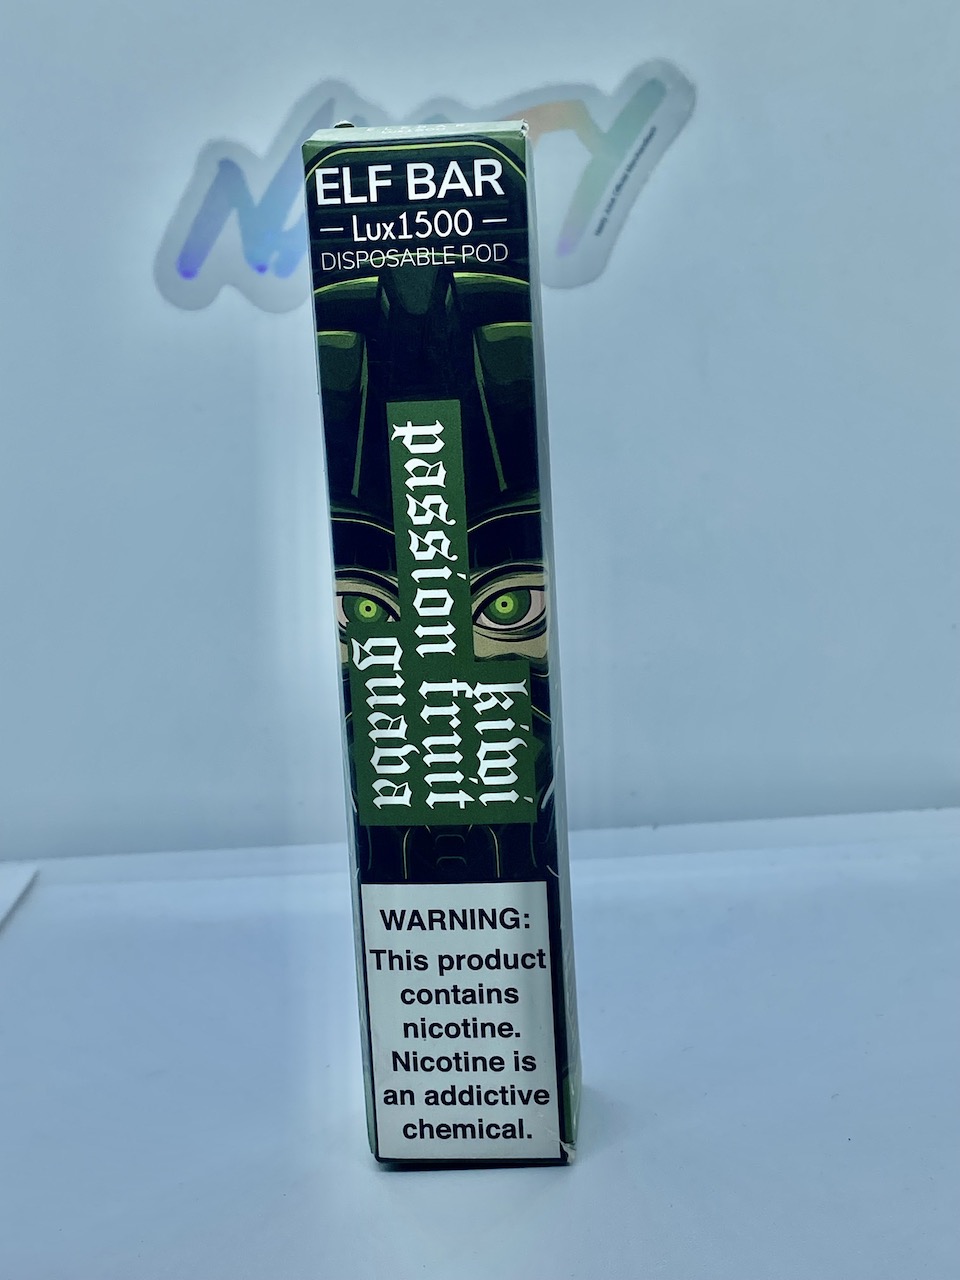 NASTY
ELF BAR
Lux1500
DISPOSABLE POD
kiwi
passion fruit
guava
WARNING:
This product
contains
nicotine.
Nicotine is
an addictive
chemical.